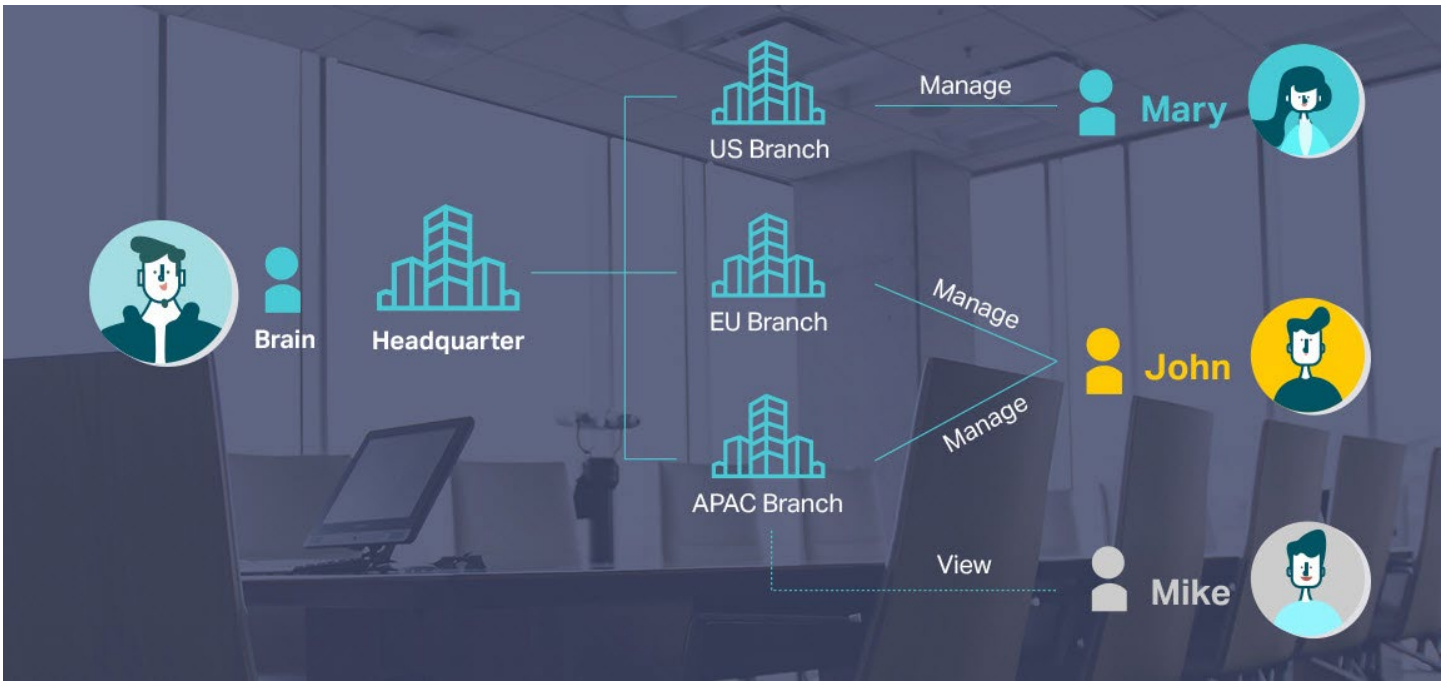 Manage
Mary
US Branch
Manage
EU Branch
Brain
Headquarter
John
Manage
APAC Branch
View
Mike